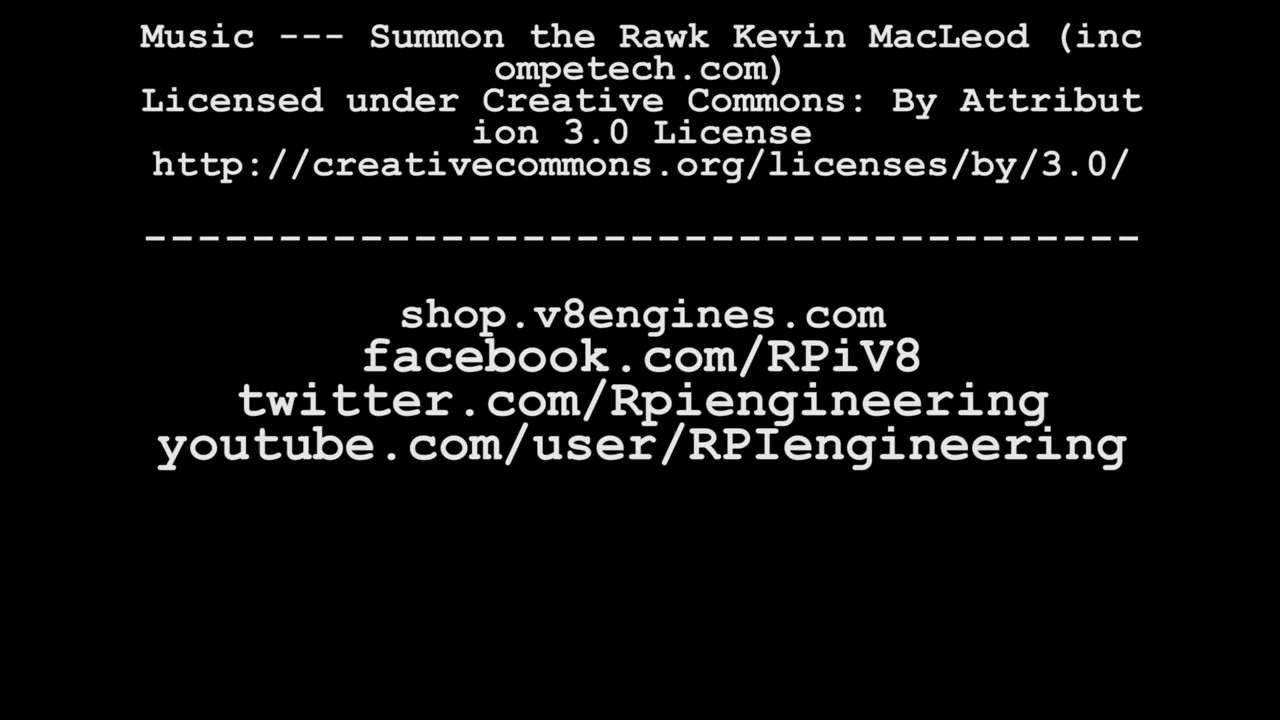 Music --- Summon the Rawk Kevin MacLeod (inc
ompetech.com)
Licensed under Creative Commons: By Attribut
ion 3.0 License
http://creativecommons.org/licenses/by/3.0/
-------------------------------------
shop.v8engines.com
facebook.com/RPiV8
twitter.com/Rpiengineering
youtube.com/user/RPIengineering